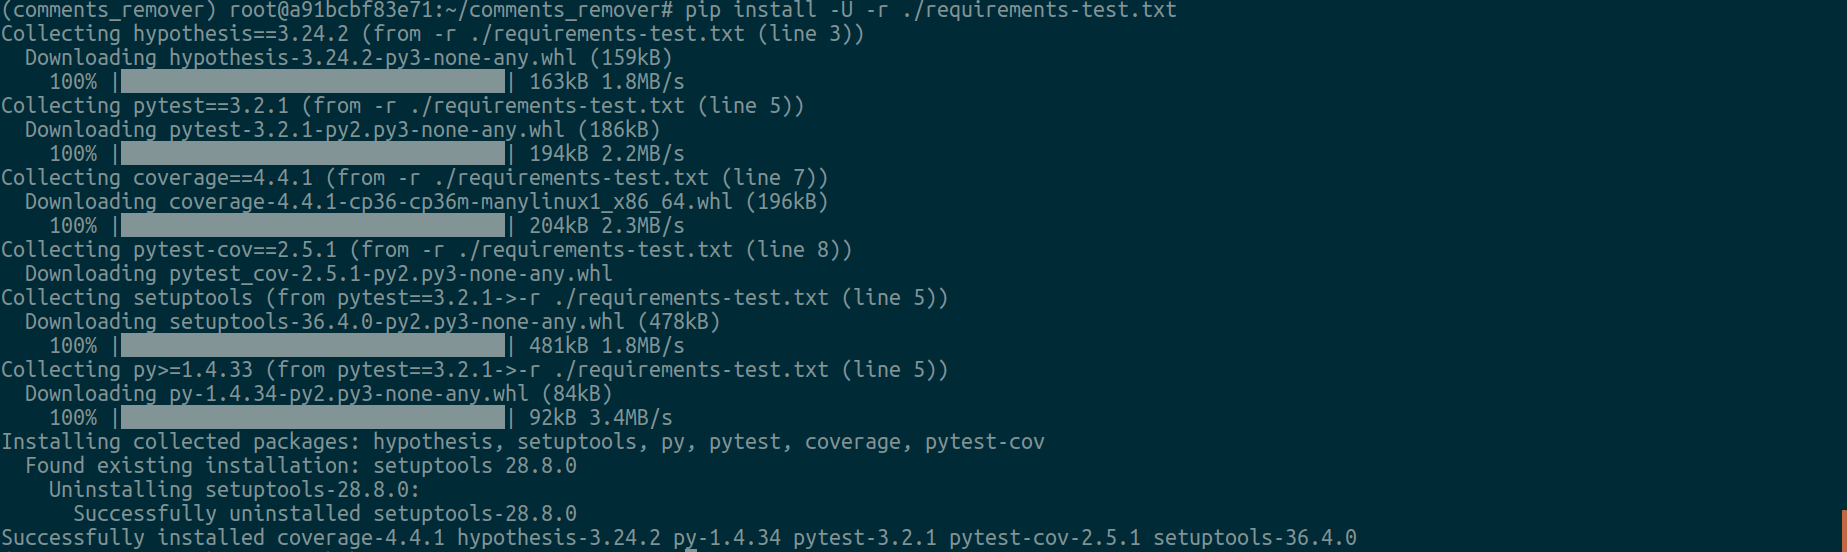 (comments_remover) root@a91bcbf83e71:~/comments_remover# pip install -U -r ./requirements-test.txt
Collecting hypothesis==3.24.2 (from -r ./requirements-test.txt (line 3))
  Downloading hypothesis-3.24.2-py3-none-any.whl (159kB)
    100% |████████████████████████████████| 163kB 1.8MB/s
Collecting pytest==3.2.1 (from -r ./requirements-test.txt (line 5))
  Downloading pytest-3.2.1-py2.py3-none-any.whl (186kB)
    100% |████████████████████████████████| 194kB 2.2MB/s
Collecting coverage==4.4.1 (from -r ./requirements-test.txt (line 7))
  Downloading coverage-4.4.1-cp36-cp36m-manylinux1_x86_64.whl (196kB)
    100% |████████████████████████████████| 204kB 2.3MB/s
Collecting pytest-cov==2.5.1 (from -r ./requirements-test.txt (line 8))
  Downloading pytest_cov-2.5.1-py2.py3-none-any.whl
Collecting setuptools (from pytest==3.2.1->-r ./requirements-test.txt (line 5))
  Downloading setuptools-36.4.0-py2.py3-none-any.whl (478kB)
    100% |████████████████████████████████| 481kB 1.8MB/s
Collecting py>=1.4.33 (from pytest==3.2.1->-r ./requirements-test.txt (line 5))
  Downloading py-1.4.34-py2.py3-none-any.whl (84kB)
    100% |████████████████████████████████| 92kB 3.4MB/s
Installing collected packages: hypothesis, setuptools, py, pytest, coverage, pytest-cov
  Found existing installation: setuptools 28.8.0
    Uninstalling setuptools-28.8.0:
      Successfully uninstalled setuptools-28.8.0
Successfully installed coverage-4.4.1 hypothesis-3.24.2 py-1.4.34 pytest-3.2.1 pytest-cov-2.5.1 setuptools-36.4.0